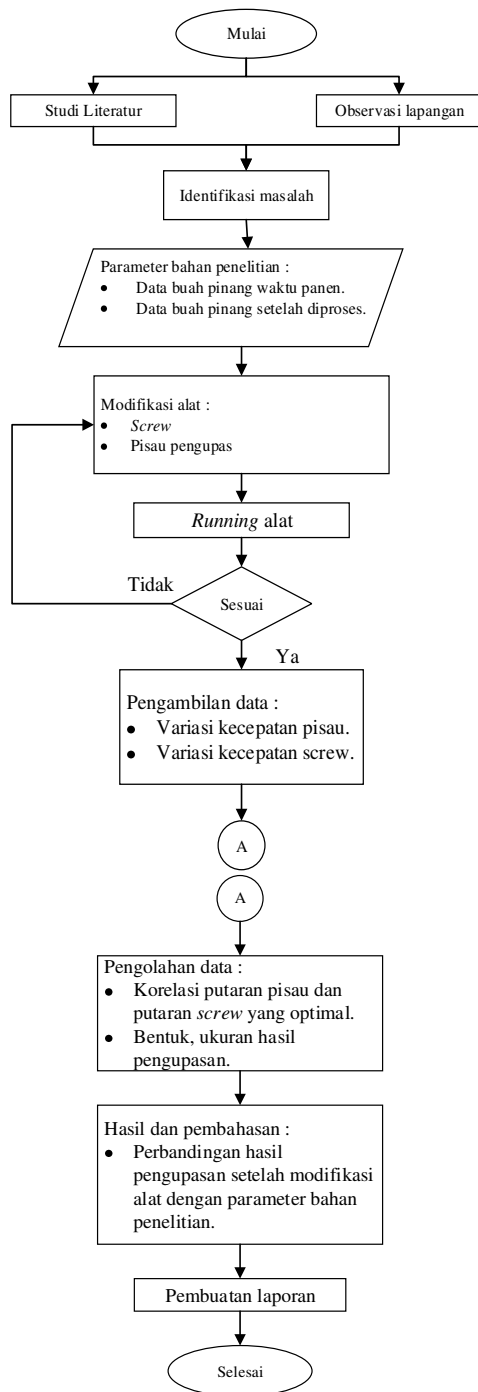 Mulai
Studi Literatur
Observasi lapangan
Identifikasi masalah
Parameter bahan penelitian :
• Data buah pinang waktu panen.
• Data buah pinang setelah diproses.
Modifikasi alat :
• Screw
• Pisau pengupas
Running alat
Tidak
Sesuai
Ya
Pengambilan data :
• Variasi kecepatan pisau.
• Variasi kecepatan screw.
A
A
Pengolahan data :
• Korelasi putaran pisau dan
putaran screw yang optimal.
• Bentuk, ukuran hasil
pengupasan.
Hasil dan pembahasan :
• Perbandingan hasil
pengupasan setelah modifikasi
alat dengan parameter bahan
penelitian.
Pembuatan laporan
Selesai